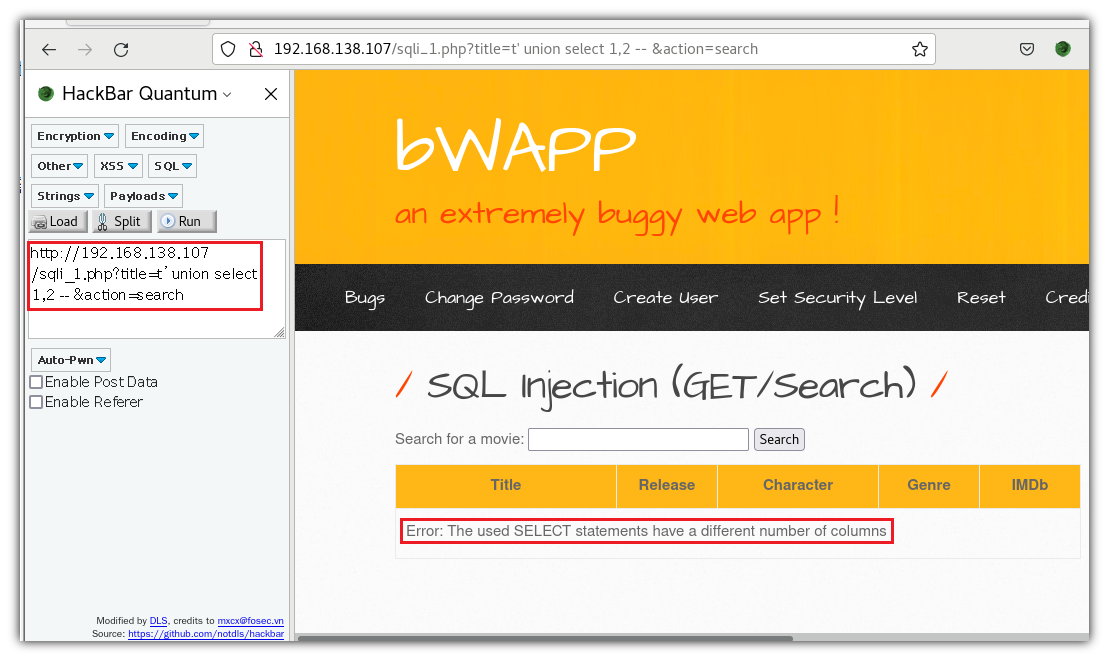 192.168.138.107/sqli_1.php?title=t' union select 1,2 -- &action=search
HackBar Quantum
Encryption Encoding
Other XSS SQL
Strings Payloads
Load Split Run
http://192.168.138.107
/sqli_1.php?title=t' union select
1,2 -- &action=search
Auto-Pwn
Enable Post Data
Enable Referer
Modified by DLS, credits to mxcx@fosec.vn
Source: https://github.com/notdls/hackbar
bWAPP
an extremely buggy web app !
Bugs Change Password Create User Set Security Level Reset Credi
/ SQL Injection (GET/Search) /
Search for a movie: Search
Title Release Character Genre IMDb
Error: The used SELECT statements have a different number of columns